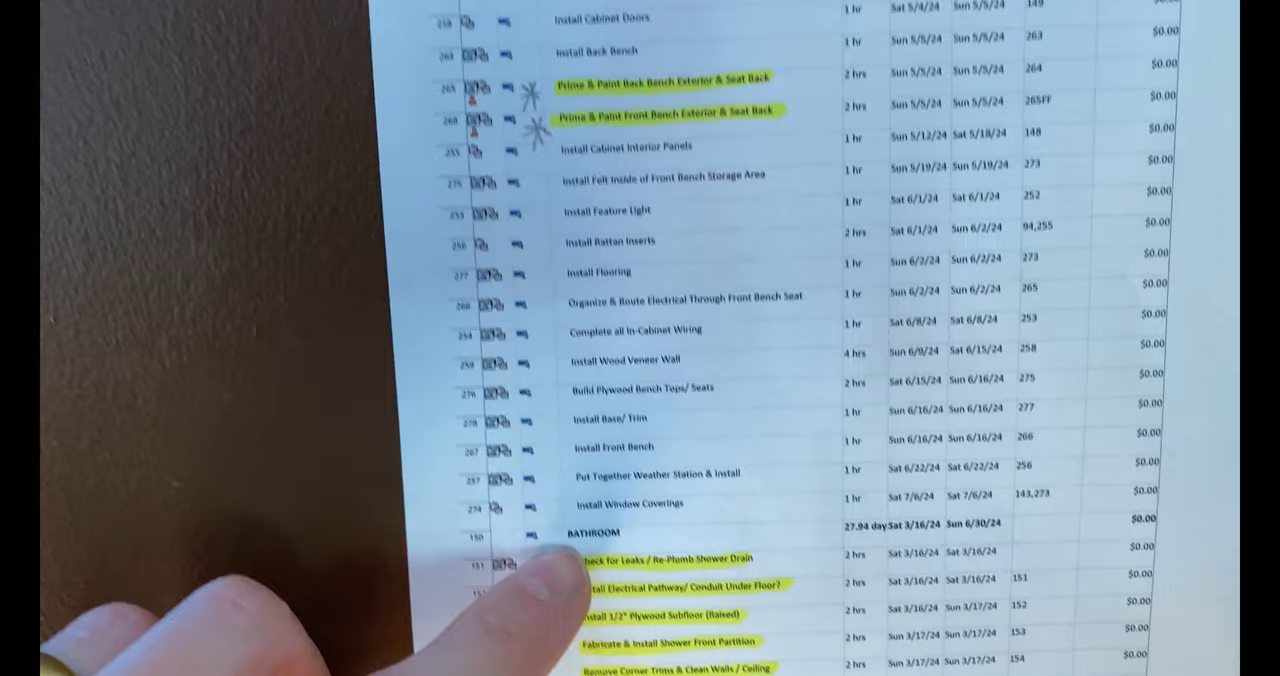 259 Install Cabinet Doors 1 hr Sat 5/4/24 Sun 5/5/24 149 $0.00
263 Install Back Bench 1 hr Sun 5/5/24 Sun 5/5/24 263 $0.00
265 Prime & Paint Back Bench Exterior & Seat Back 2 hrs Sun 5/5/24 Sun 5/5/24 264 $0.00
268 Prime & Paint Front Bench Exterior & Seat Back 2 hrs Sun 5/5/24 Sun 5/5/24 265FF $0.00
255 Install Cabinet Interior Panels 1 hr Sun 5/12/24 Sat 5/18/24 148 $0.00
275 Install Felt Inside of Front Bench Storage Area 1 hr Sun 5/19/24 Sun 5/19/24 273 $0.00
253 Install Feature Light 1 hr Sat 6/1/24 Sat 6/1/24 252 $0.00
256 Install Rattan Inserts 2 hrs Sat 6/1/24 Sun 6/2/24 94,255 $0.00
277 Install Flooring 1 hr Sun 6/2/24 Sun 6/2/24 273 $0.00
266 Organize & Route Electrical Through Front Bench Seat 1 hr Sun 6/2/24 Sun 6/2/24 265 $0.00
254 Complete all In-Cabinet Wiring 1 hr Sat 6/8/24 Sat 6/8/24 253 $0.00
259 Install Wood Veneer Wall 4 hrs Sun 6/9/24 Sat 6/15/24 258 $0.00
276 Build Plywood Bench Tops/ Seats 2 hrs Sat 6/15/24 Sun 6/16/24 275 $0.00
278 Install Base/ Trim 1 hr Sun 6/16/24 Sun 6/16/24 277 $0.00
267 Install Front Bench 1 hr Sun 6/16/24 Sun 6/16/24 266 $0.00
257 Put Together Weather Station & Install 1 hr Sat 6/22/24 Sat 6/22/24 256 $0.00
274 Install Window Coverings 1 hr Sat 7/6/24 Sat 7/6/24 143,273 $0.00
150 BATHROOM 27.94 day Sat 3/16/24 Sun 6/30/24 $0.00
151 heck for Leaks / Re-Plumb Shower Drain 2 hrs Sat 3/16/24 Sat 3/16/24 $0.00
tall Electrical Pathway/ Conduit Under Floor? 2 hrs Sat 3/16/24 Sat 3/16/24 151 $0.00
nstall 1/2" Plywood Subfloor (Raised) 2 hrs Sat 3/16/24 Sun 3/17/24 152 $0.00
Fabricate & Install Shower Front Partition 2 hrs Sun 3/17/24 Sun 3/17/24 153 $0.00
Remove Corner Trims & Clean Walls / Ceiling 2 hrs Sun 3/17/24 Sun 3/17/24 154 $0.00